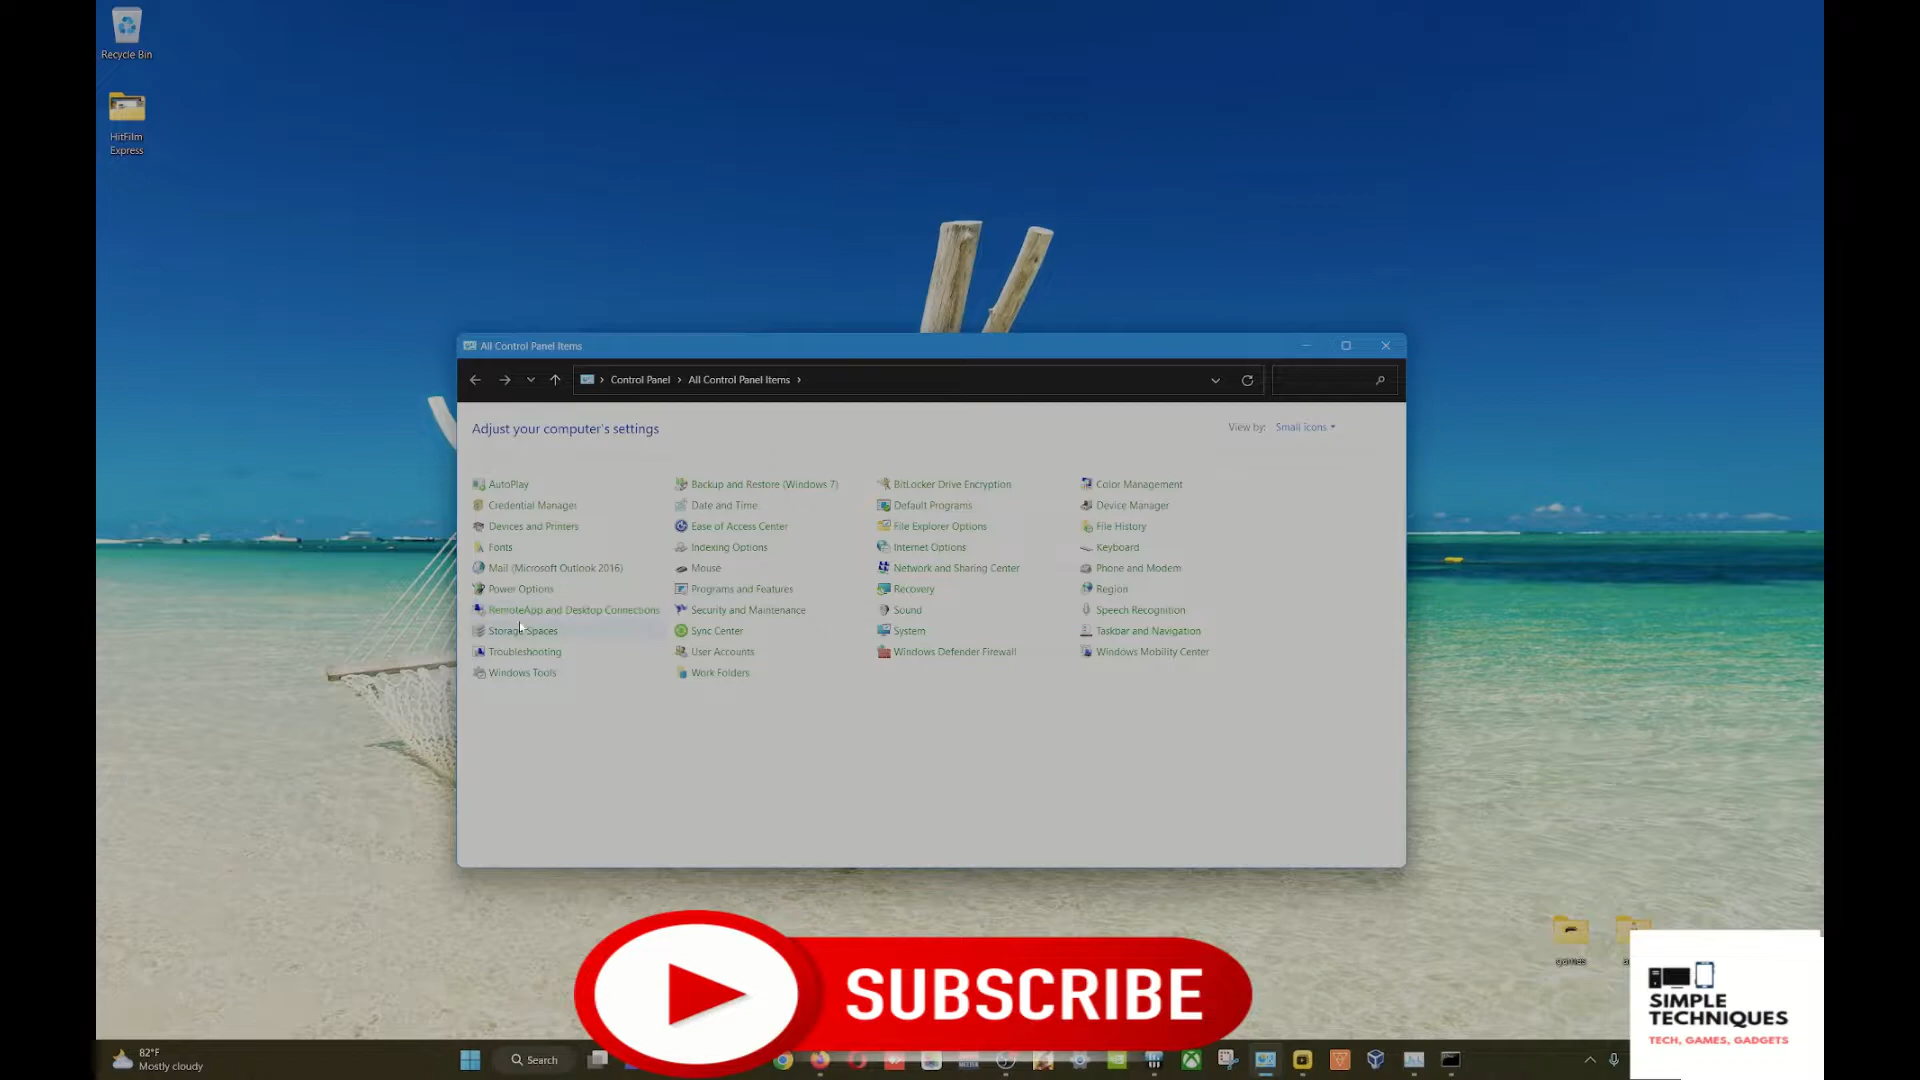 Recycle Bin
HitFilm
Express
All Control Panel Items
Control Panel
All Control Panel Items
Adjust your computer's settings
View by: Small icons
AutoPlay
Backup and Restore (Windows 7)
BitLocker Drive Encryption
Color Management
Credential Manager
Date and Time
Default Programs
Device Manager
Devices and Printers
Ease of Access Center
File Explorer Options
File History
Fonts
Indexing Options
Internet Options
Keyboard
Mail (Microsoft Outlook 2016)
Mouse
Network and Sharing Center
Phone and Modem
Power Options
Programs and Features
Recovery
Region
RemoteApp and Desktop Connections
Security and Maintenance
Sound
Speech Recognition
Storage Spaces
Sync Center
System
Taskbar and Navigation
Troubleshooting
User Accounts
Windows Defender Firewall
Windows Mobility Center
Windows Tools
Work Folders
games
SUBSCRIBE
SIMPLE
TECHNIQUES
TECH, GAMES, GADGETS
82°F
Mostly cloudy
Search